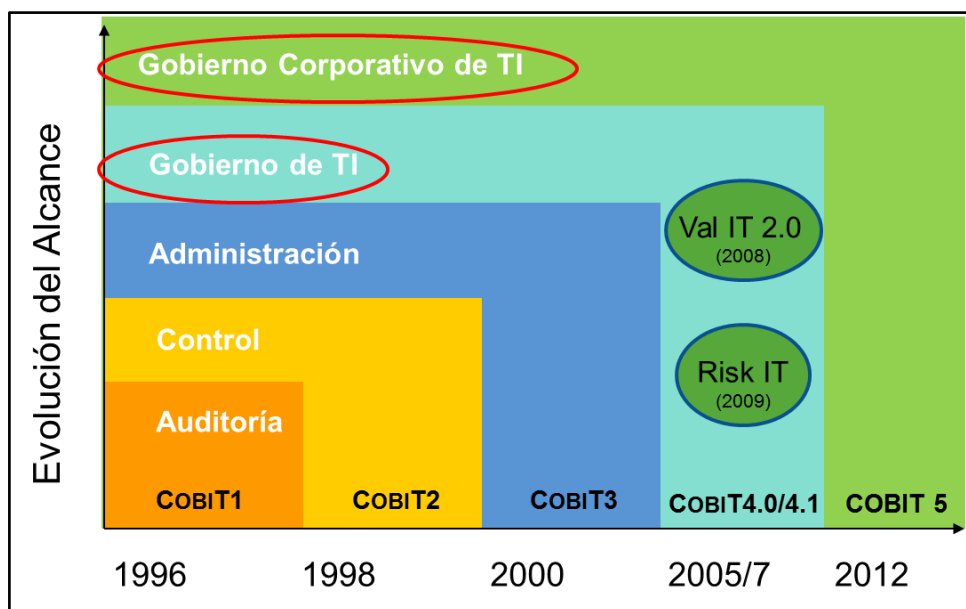 Evolución del Alcance
Gobierno Corporativo de TI
Gobierno de TI
Administración
Control
Auditoría
Val IT 2.0
(2008)
Risk IT
(2009)
COBIT1
COBIT2
COBIT3
COBIT4.0/4.1
COBIT 5
1996
1998
2000
2005/7
2012